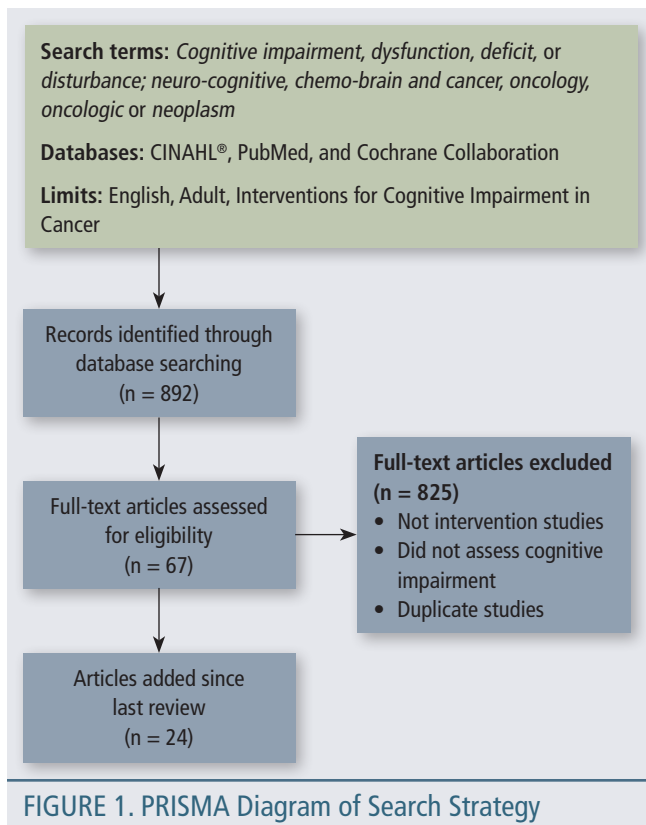 Search terms: Cognitive impairment, dysfunction, deficit, or
disturbance; neuro-cognitive, chemo-brain and cancer, oncology,
oncologic or neoplasm
Databases: CINAHL®, PubMed, and Cochrane Collaboration
Limits: English, Adult, Interventions for Cognitive Impairment in
Cancer
Records identified through
database searching
(n = 892)
Full-text articles assessed
for eligibility
(n = 67)
Full-text articles excluded
(n = 825)
• Not intervention studies
• Did not assess cognitive
impairment
• Duplicate studies
Articles added since
last review
(n = 24)
FIGURE 1. PRISMA Diagram of Search Strategy